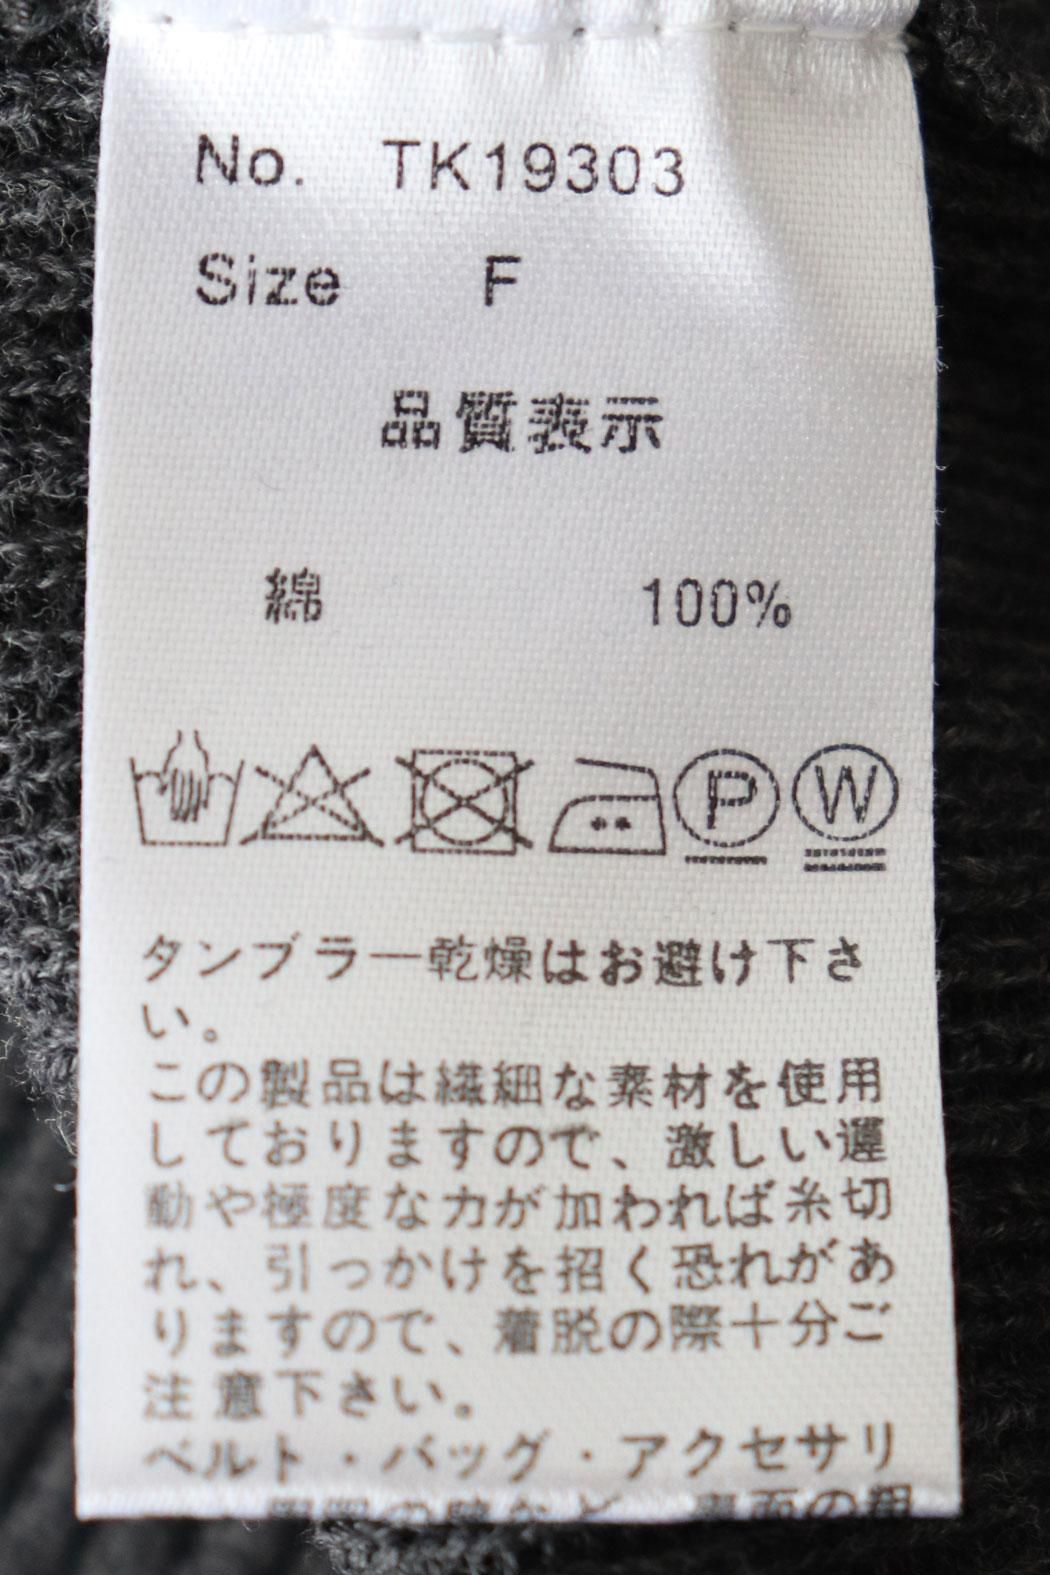 No. TK19303
Size F
品質表示
綿 100%
P W
タンブラー乾燥はお避け下さ
い。
この製品は繊細な素材を使用
しておりますので、激しい運
動や極度な力が加われば糸切
れ、引っかけを招く恐れがあ
りますので、着脱の際十分ご
注意下さい。
ベルト・バッグ・アクセサリ